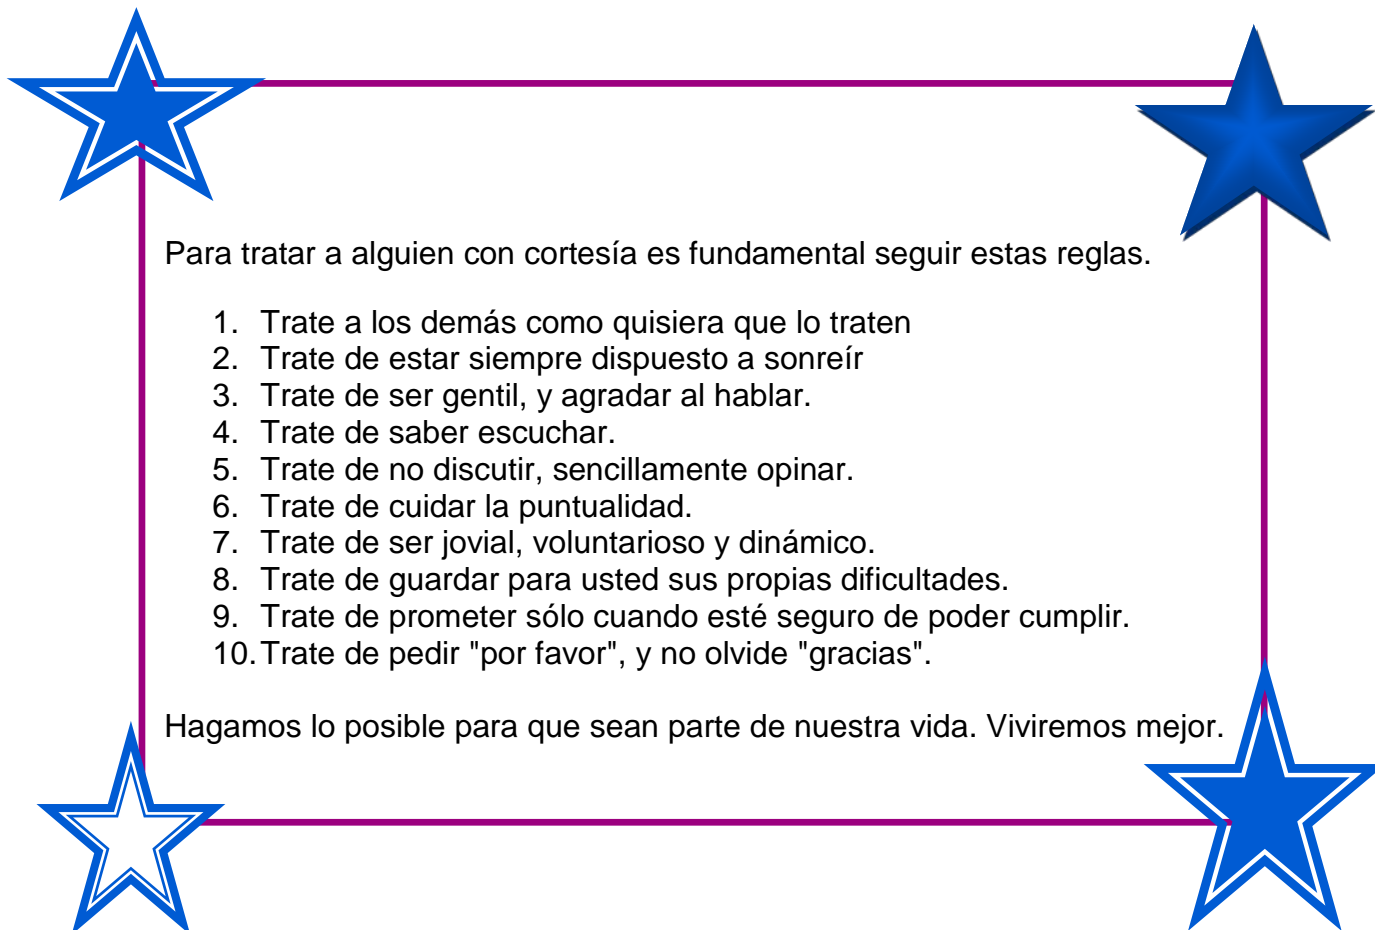 Para tratar a alguien con cortesía es fundamental seguir estas reglas.
1. Trate a los demás como quisiera que lo traten
2. Trate de estar siempre dispuesto a sonreír
3. Trate de ser gentil, y agradar al hablar.
4. Trate de saber escuchar.
5. Trate de no discutir, sencillamente opinar.
6. Trate de cuidar la puntualidad.
7. Trate de ser jovial, voluntarioso y dinámico.
8. Trate de guardar para usted sus propias dificultades.
9. Trate de prometer sólo cuando esté seguro de poder cumplir.
10. Trate de pedir "por favor", y no olvide "gracias".
Hagamos lo posible para que sean parte de nuestra vida. Viviremos mejor.